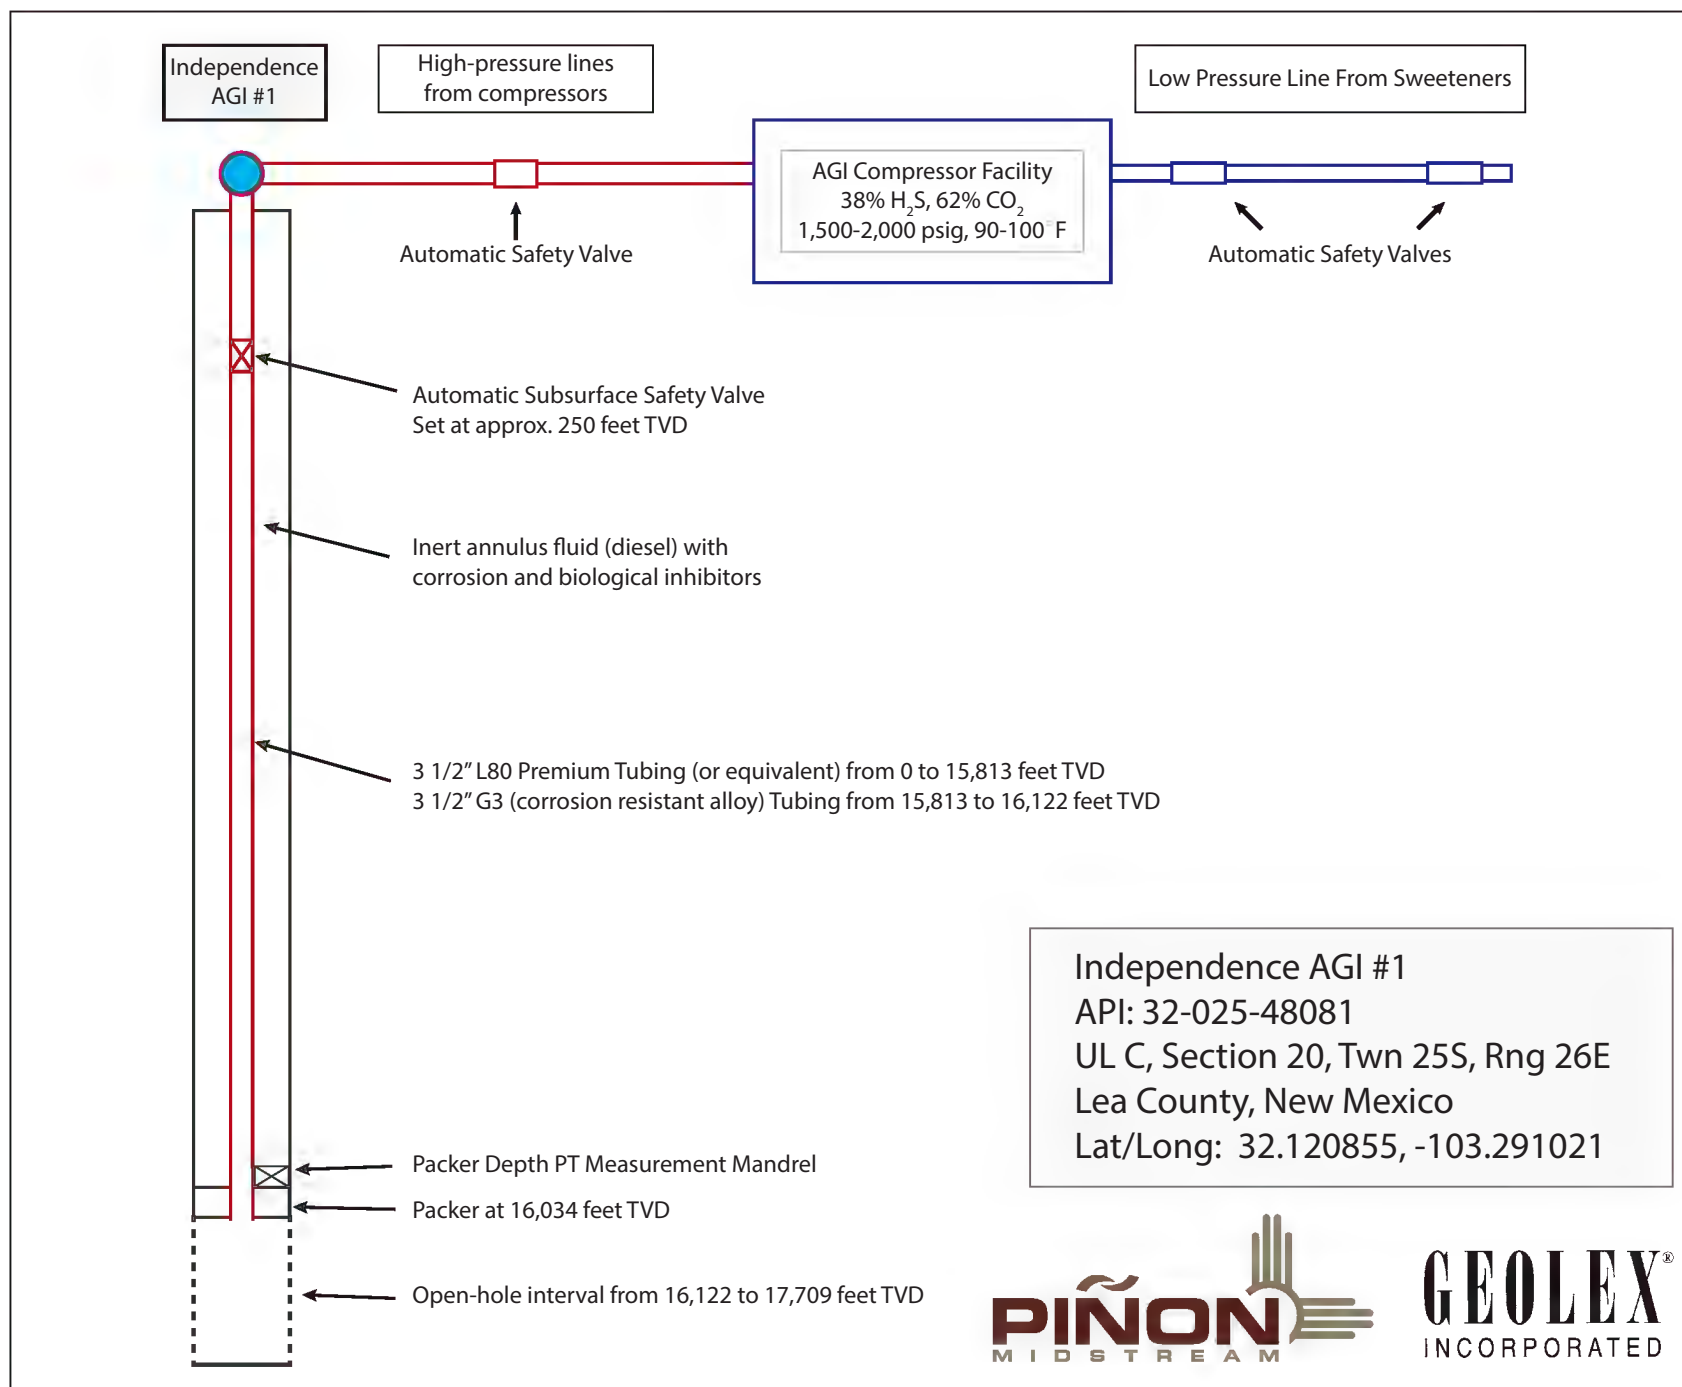 Independence
AGI #1
High-pressure lines
from compressors
Low Pressure Line From Sweeteners
AGI Compressor Facility
38% H₂S, 62% CO₂
1,500-2,000 psig, 90-100° F
Automatic Safety Valve
Automatic Safety Valves
Automatic Subsurface Safety Valve
Set at approx. 250 feet TVD
Inert annulus fluid (diesel) with
corrosion and biological inhibitors
3 1/2” L80 Premium Tubing (or equivalent) from 0 to 15,813 feet TVD
3 1/2” G3 (corrosion resistant alloy) Tubing from 15,813 to 16,122 feet TVD
Independence AGI #1
API: 32-025-48081
UL C, Section 20, Twn 25S, Rng 26E
Lea County, New Mexico
Lat/Long: 32.120855, -103.291021
Packer Depth PT Measurement Mandrel
Packer at 16,034 feet TVD
Open-hole interval from 16,122 to 17,709 feet TVD
PIÑON
MIDSTREAM
GEOLEX®
INCORPORATED